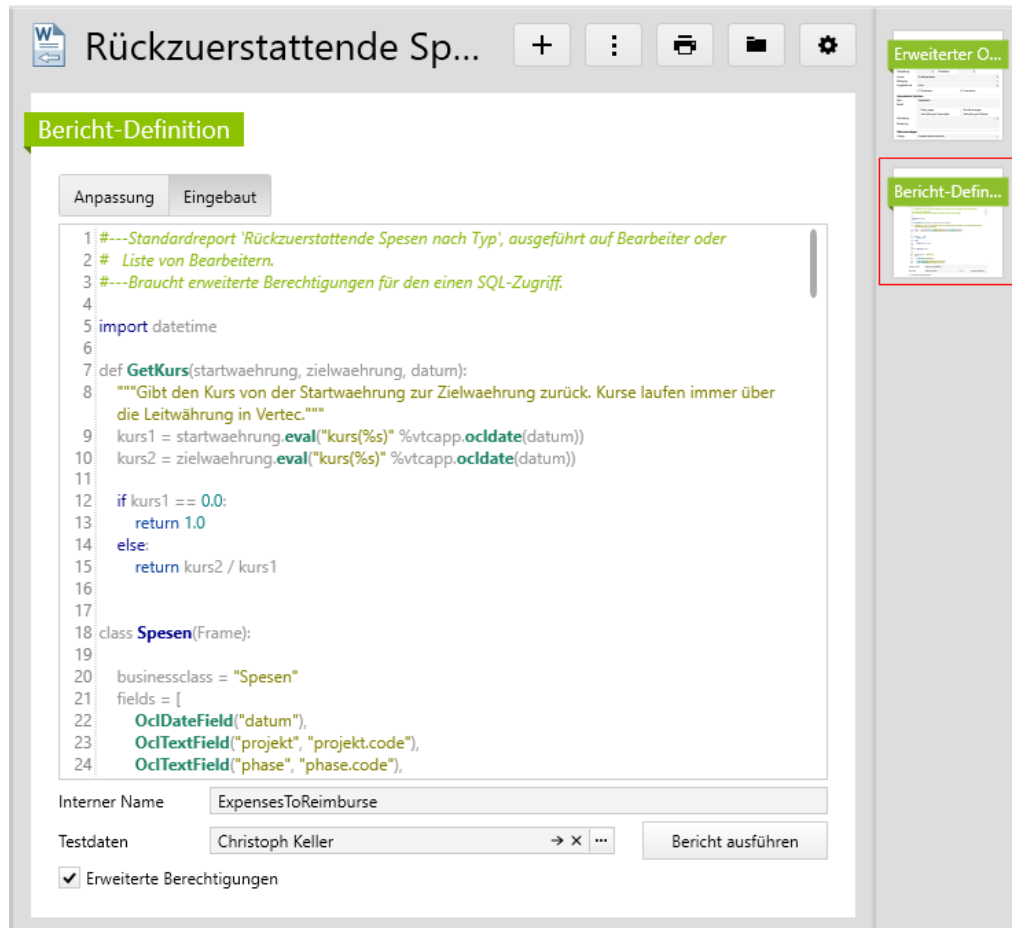 Rückzuerstattende Sp...
Bericht-Definition
Anpassung Eingebaut
1 #---Standardreport 'Rückzuerstattende Spesen nach Typ', ausgeführt auf Bearbeiter oder
2 # Liste von Bearbeitern.
3 #---Braucht erweiterte Berechtigungen für den einen SQL-Zugriff.
4
5 import datetime
6
7 def GetKurs(startwaehrung, zielwaehrung, datum):
8 """Gibt den Kurs von der Startwaehrung zur Zielwaehrung zurück. Kurse laufen immer über
die Leitwährung in Vertec."""
9 kurs1 = startwaehrung.eval("kurs(%s)" %vtcapp.ocldate(datum))
10 kurs2 = zielwaehrung.eval("kurs(%s)" %vtcapp.ocldate(datum))
11
12 if kurs1 == 0.0:
13 return 1.0
14 else:
15 return kurs2 / kurs1
16
17
18 class Spesen(Frame):
19
20 businessclass = "Spesen"
21 fields = [
22 OclDateField("datum"),
23 OclTextField("projekt", "projekt.code"),
24 OclTextField("phase", "phase.code"),
Interner Name ExpensesToReimburse
Testdaten Christoph Keller ... Bericht ausführen
Erweiterte Berechtigungen
Erweiterter O...
Bericht-Defin...